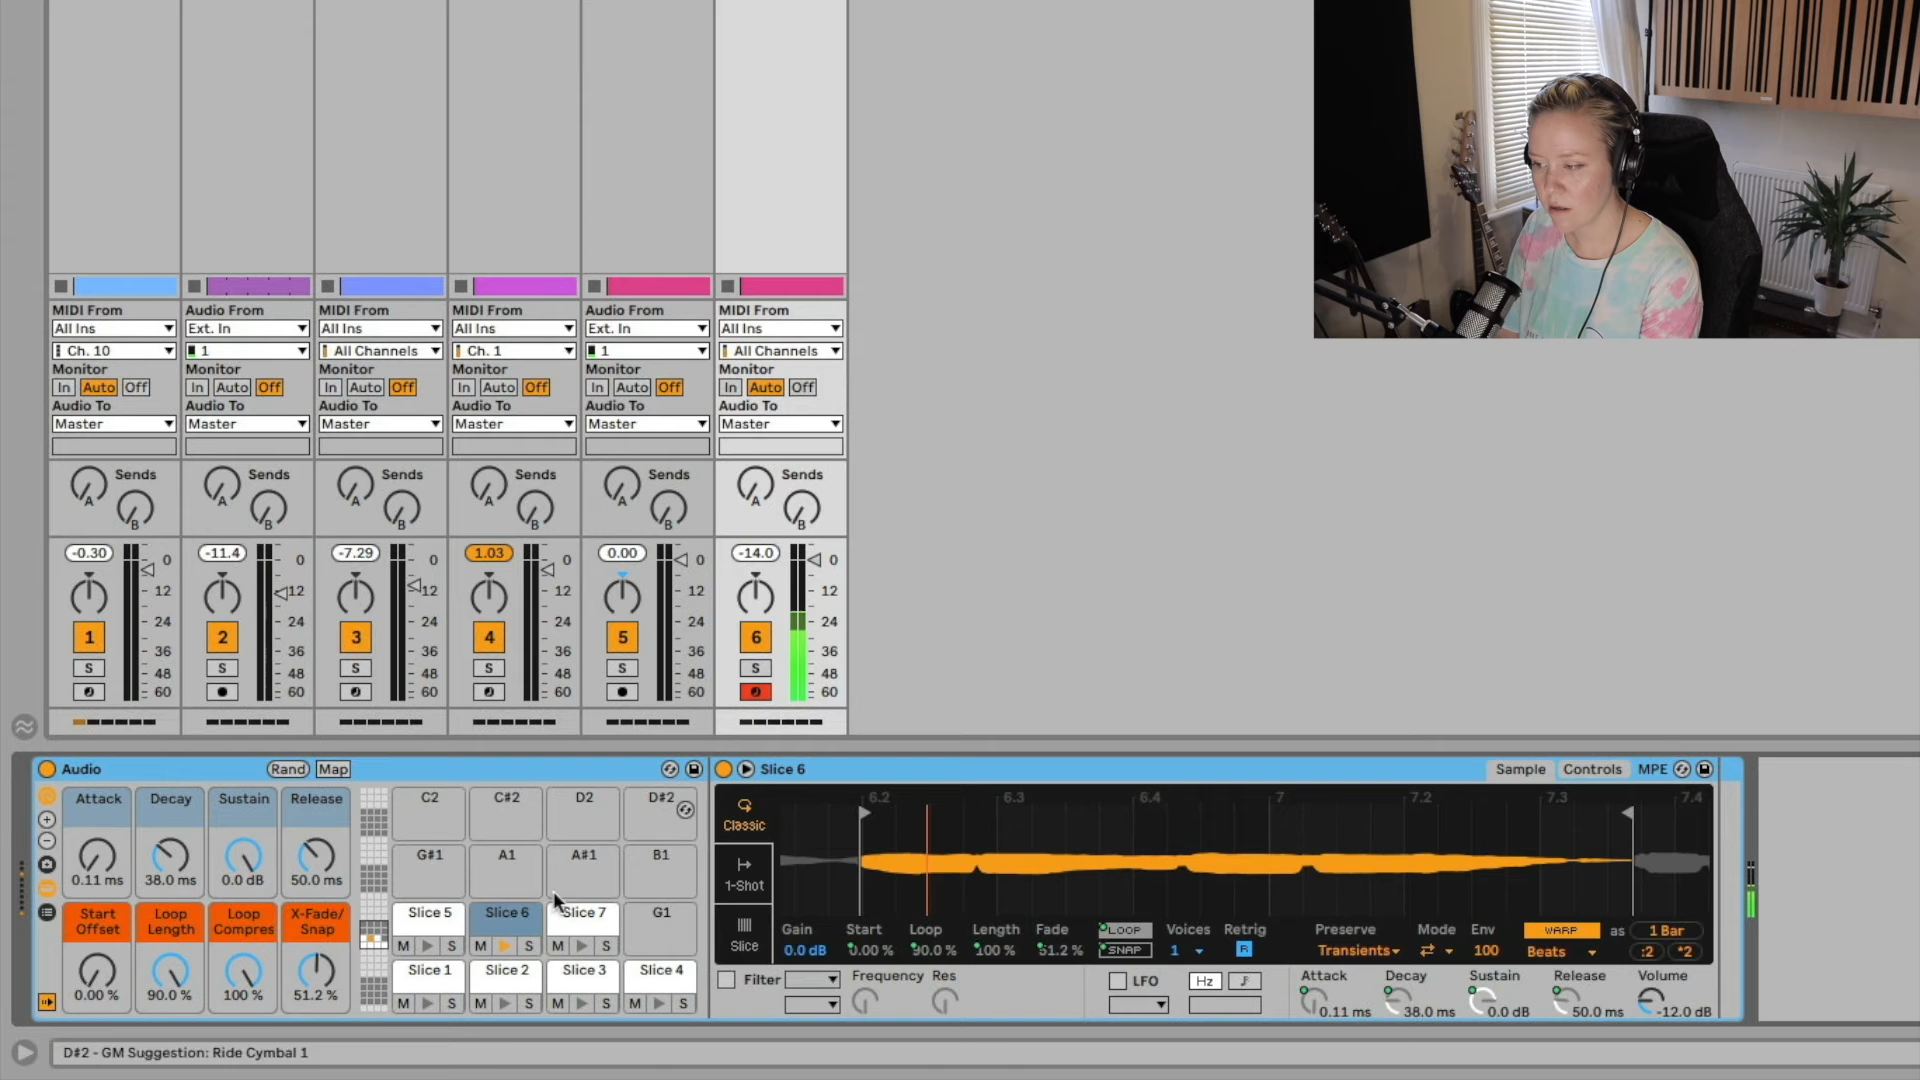 MIDI From
All Ins
Ch. 10
Monitor
In Auto Off
Audio To
Master
Audio From
Ext. In
1
Monitor
In Auto Off
Audio To
Master
MIDI From
All Ins
All Channels
Monitor
In Auto Off
Audio To
Master
MIDI From
All Ins
Ch. 1
Monitor
In Auto Off
Audio To
Master
Audio From
Ext. In
1
Monitor
In Auto Off
Audio To
Master
MIDI From
All Ins
All Channels
Monitor
In Auto Off
Audio To
Master
Sends Sends Sends Sends Sends Sends
A A A A A A
B B B B B B
-0.30 0 -11.4 0 -7.29 0 1.03 0 0.00 0 -14.0 0
12 12 12 12 12 12
24 24 24 24 24 24
1 2 3 4 5 6
36 36 36 36 36 36
S S S S S S
48 48 48 48 48 48
60 60 60 60 60 60
Audio Rand Map
Attack Decay Sustain Release
0.11 ms 38.0 ms 0.0 dB 50.0 ms
Start Offset
Loop Length
Loop Compres
X-Fade/ Snap
0.00 % 90.0 % 100 % 51.2 %
C2 C#2 D2 D#2
G#1 A1 A#1 B1
Slice 5 Slice 6 Slice 7 G1
M S M S M S
Slice 1 Slice 2 Slice 3 Slice 4
M S M S M S M S
Slice 6 Sample Controls MPE
Classic
1-Shot
Slice
6.2 6.3 6.4 7 7.2 7.3 7.4
Gain Start Loop Length Fade LOOP Voices Retrig Preserve Mode Env WARP as 1 Bar
0.0 dB 0.00 % 90.0 % 100 % 51.2 % SNAP 1 R Transients 100 Beats :2 *2
Filter Frequency Res LFO Hz Attack Decay Sustain Release Volume
0.11 ms 38.0 ms 0.0 dB 50.0 ms -12.0 dB
D#2 - GM Suggestion: Ride Cymbal 1